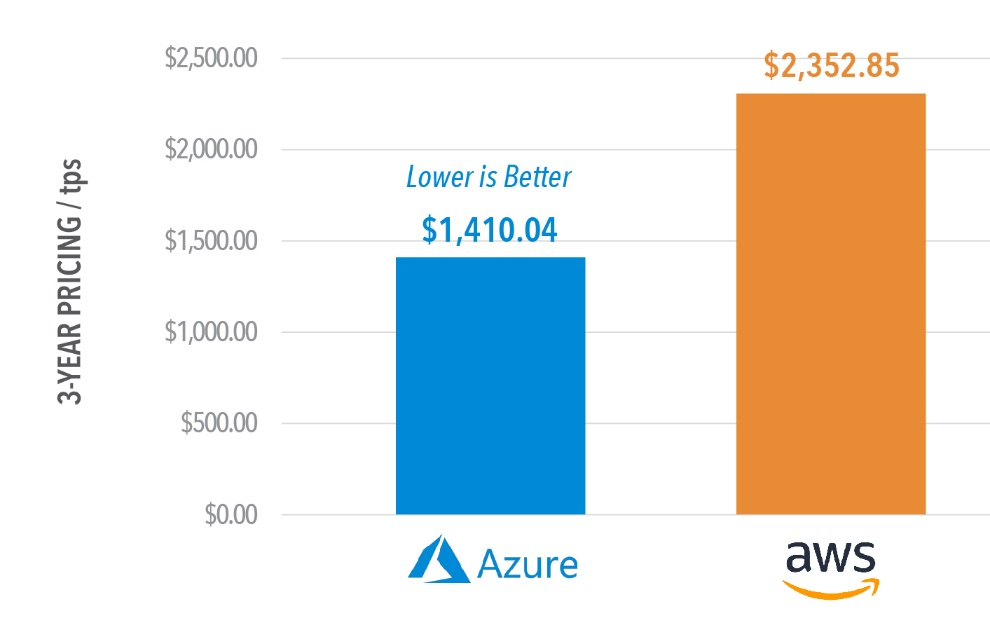 3-YEAR PRICING / tps
$2,500.00
$2,000.00
$1,500.00
$1,000.00
$500.00
$0.00
Lower is Better
$1,410.04
$2,352.85
Azure
aws